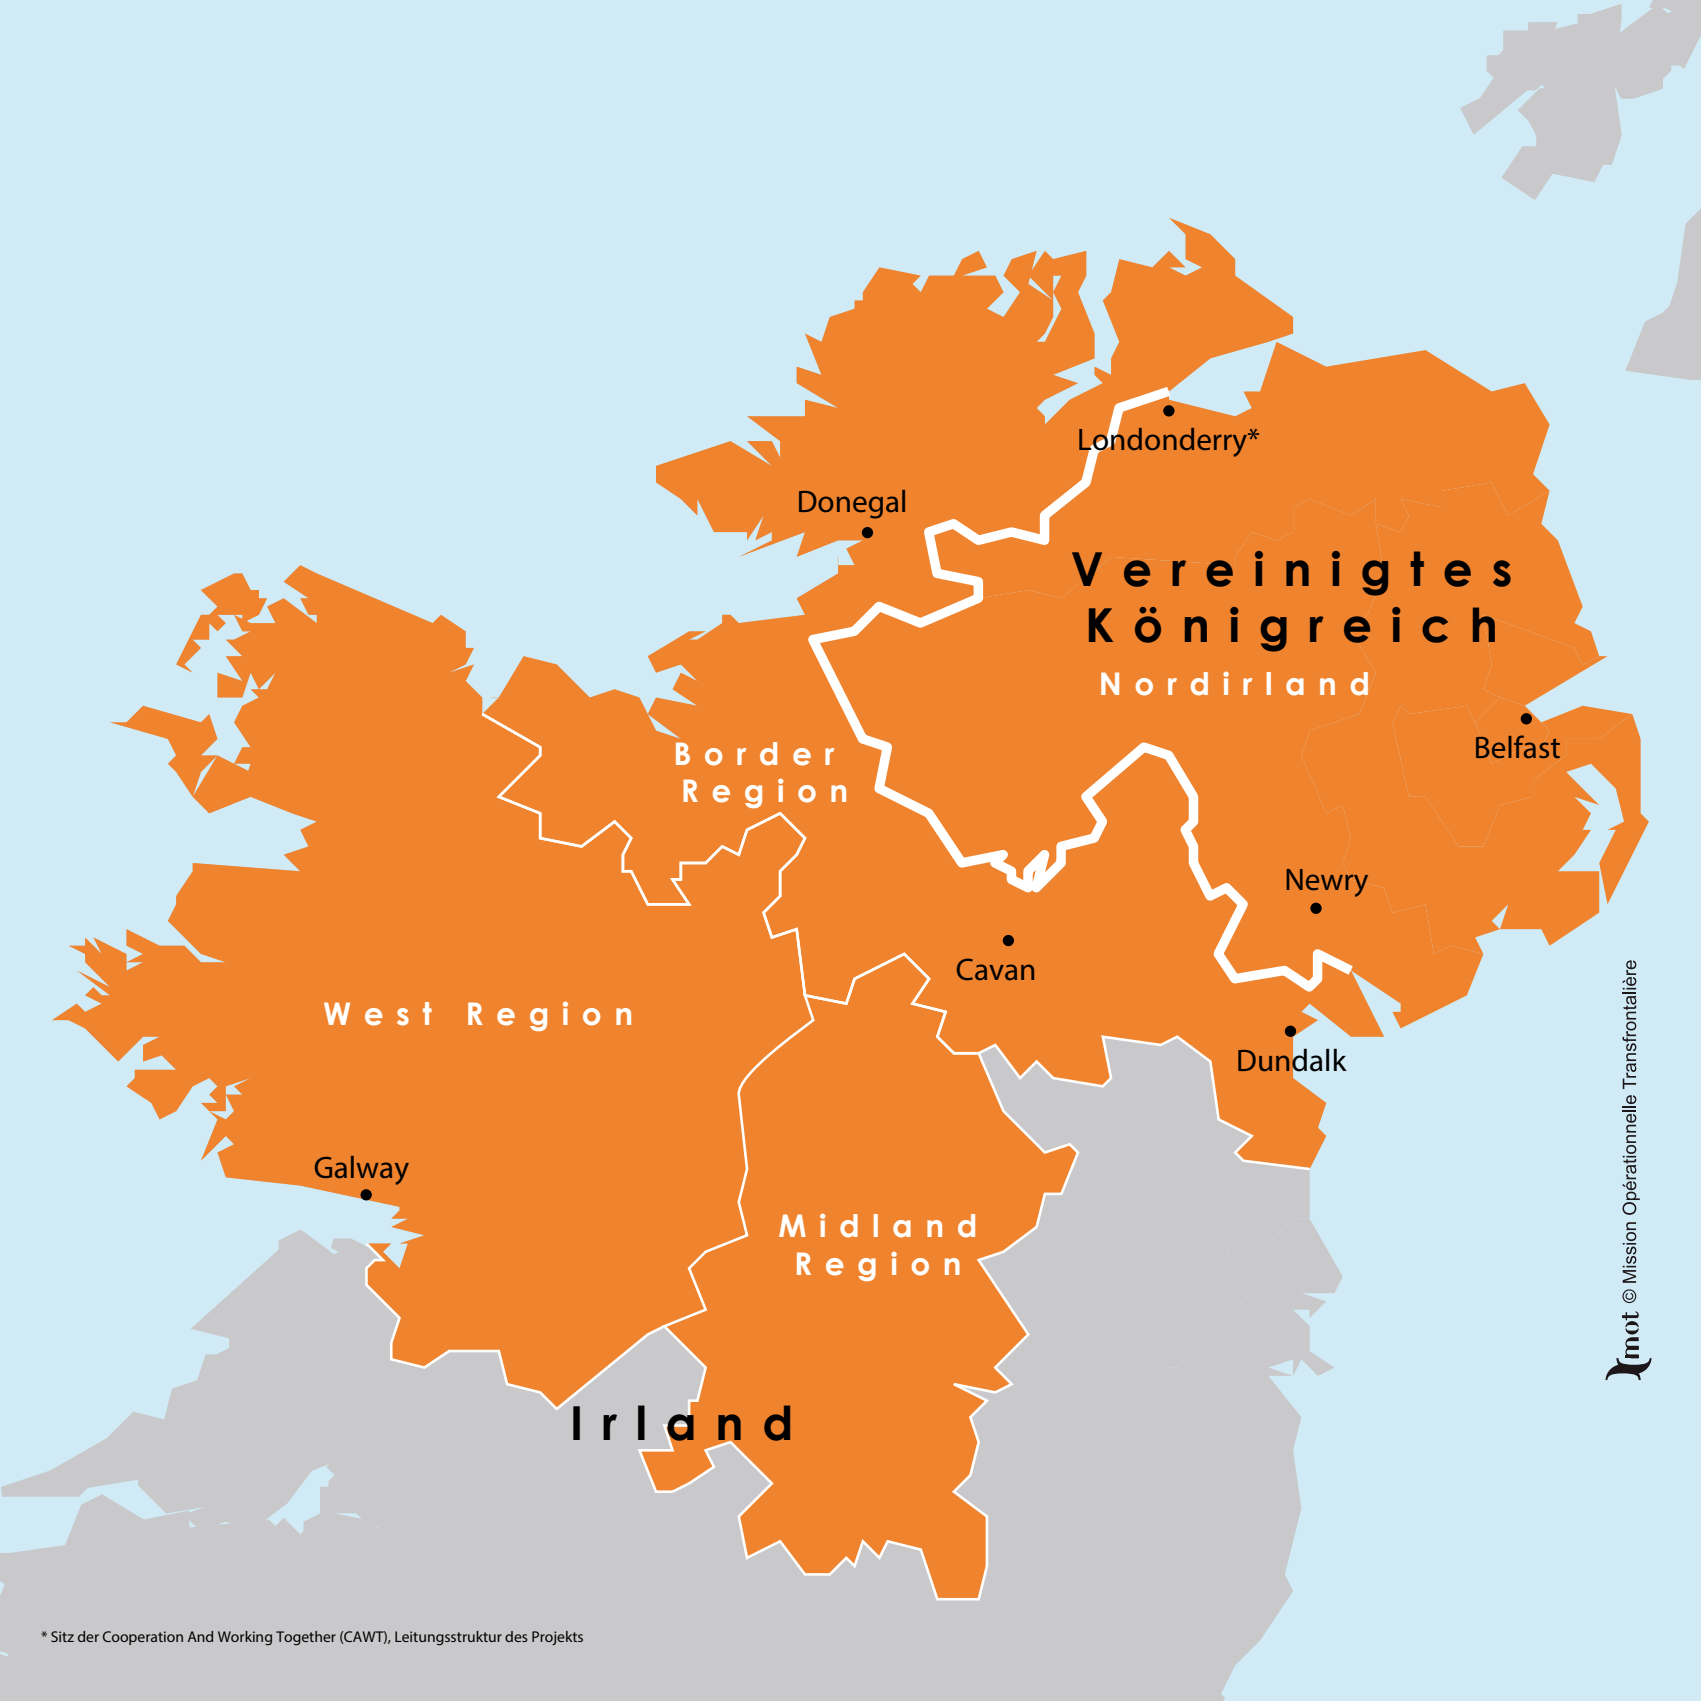 Londonderry*
Donegal
Vereinigtes
Königreich
Nordirland
Belfast
Border
Region
Newry
Cavan
West Region
Dundalk
Galway
Midland
Region
Irland
mot © Mission Opérationnelle Transfrontalière
* Sitz der Cooperation And Working Together (CAWT), Leitungsstruktur des Projekts